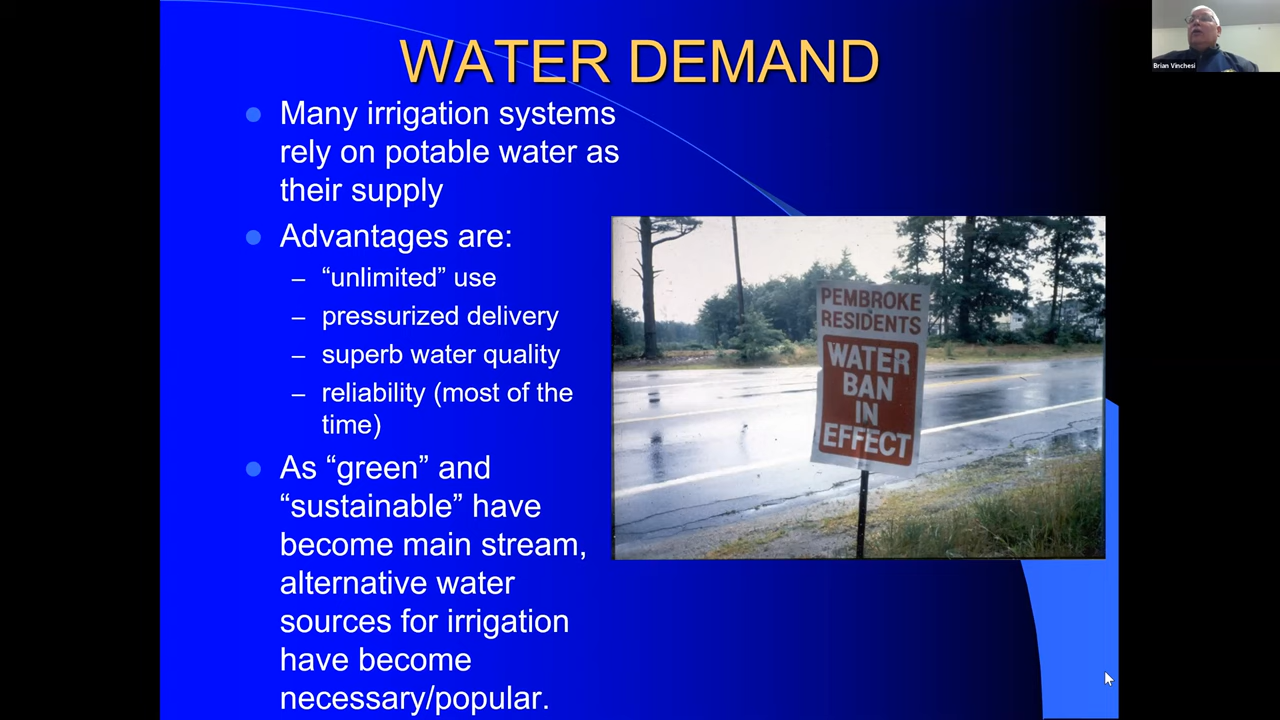 WATER DEMAND
Many irrigation systems
rely on potable water as
their supply
Advantages are:
– “unlimited” use
– pressurized delivery
– superb water quality
– reliability (most of the
time)
As “green” and
“sustainable” have
become main stream,
alternative water
sources for irrigation
have become
necessary/popular.
PEMBROKE
RESIDENTS
WATER
BAN
IN
EFFECT
Brian Vinchesi